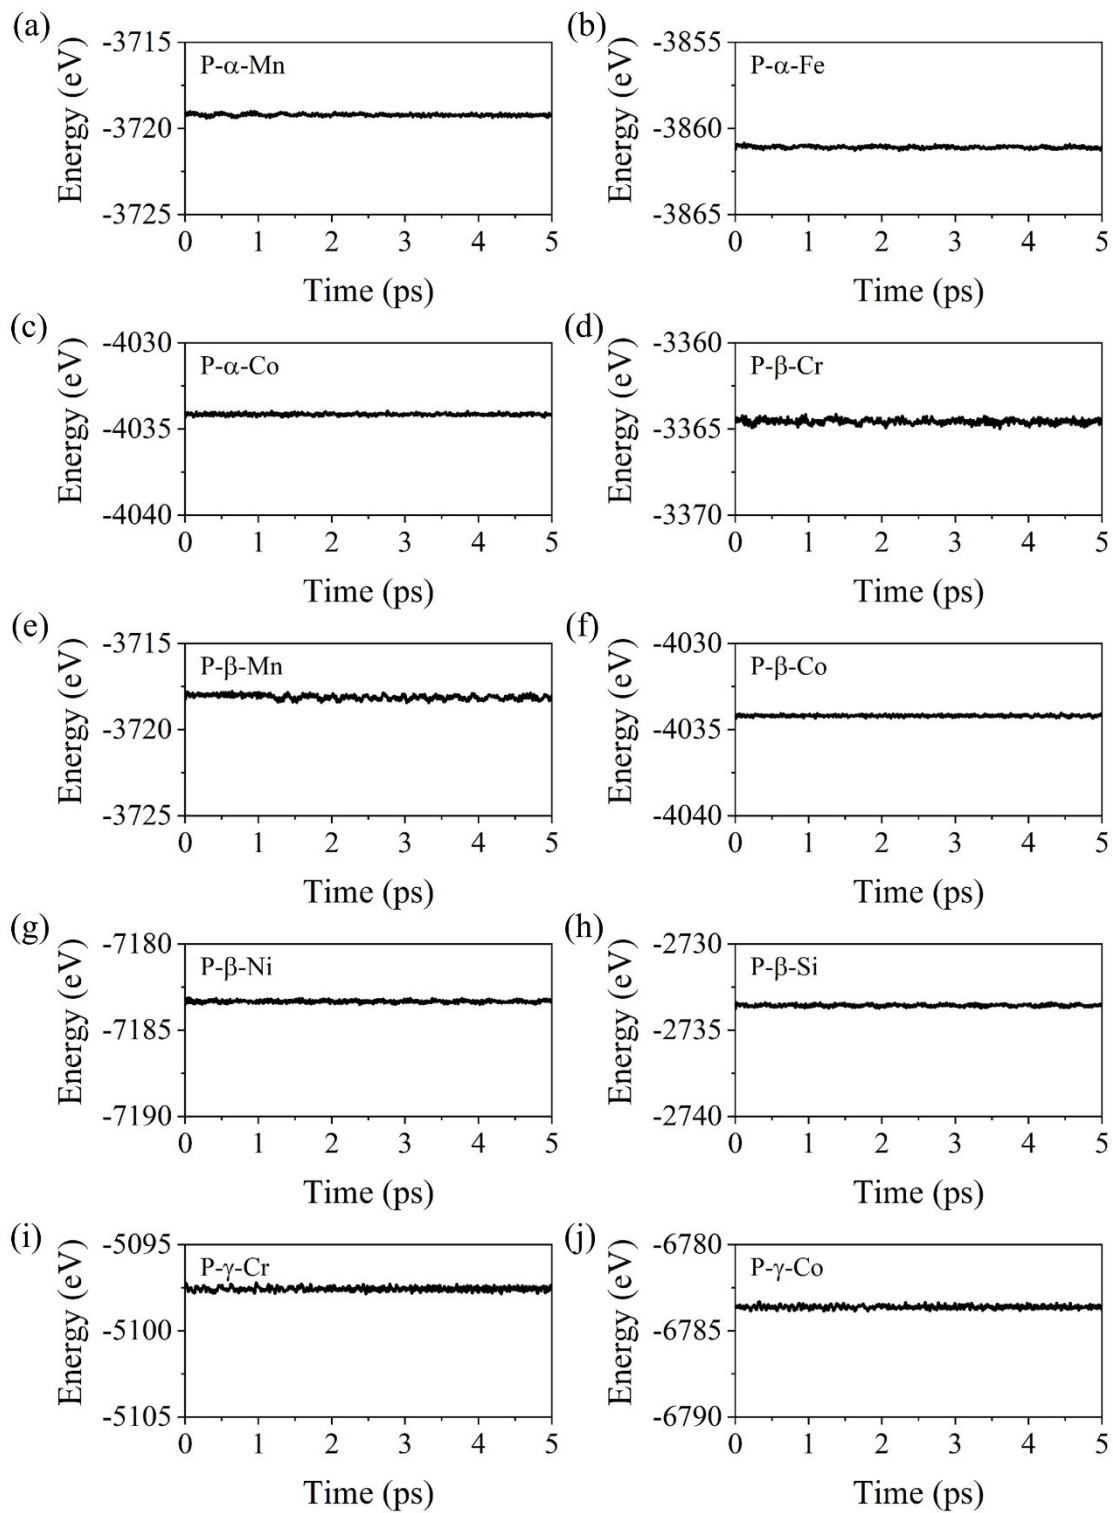 (a)
Energy (eV)
-3715
-3720
-3725
P-α-Mn
0 1 2 3 4 5
Time (ps)
(b)
Energy (eV)
-3855
-3860
-3865
P-α-Fe
0 1 2 3 4 5
Time (ps)
(c)
Energy (eV)
-4030
-4035
-4040
P-α-Co
0 1 2 3 4 5
Time (ps)
(d)
Energy (eV)
-3360
-3365
-3370
P-β-Cr
0 1 2 3 4 5
Time (ps)
(e)
Energy (eV)
-3715
-3720
-3725
P-β-Mn
0 1 2 3 4 5
Time (ps)
(f)
Energy (eV)
-4030
-4035
-4040
P-β-Co
0 1 2 3 4 5
Time (ps)
(g)
Energy (eV)
-7180
-7185
-7190
P-β-Ni
0 1 2 3 4 5
Time (ps)
(h)
Energy (eV)
-2730
-2735
-2740
P-β-Si
0 1 2 3 4 5
Time (ps)
(i)
Energy (eV)
-5095
-5100
-5105
P-γ-Cr
0 1 2 3 4 5
Time (ps)
(j)
Energy (eV)
-6780
-6785
-6790
P-γ-Co
0 1 2 3 4 5
Time (ps)